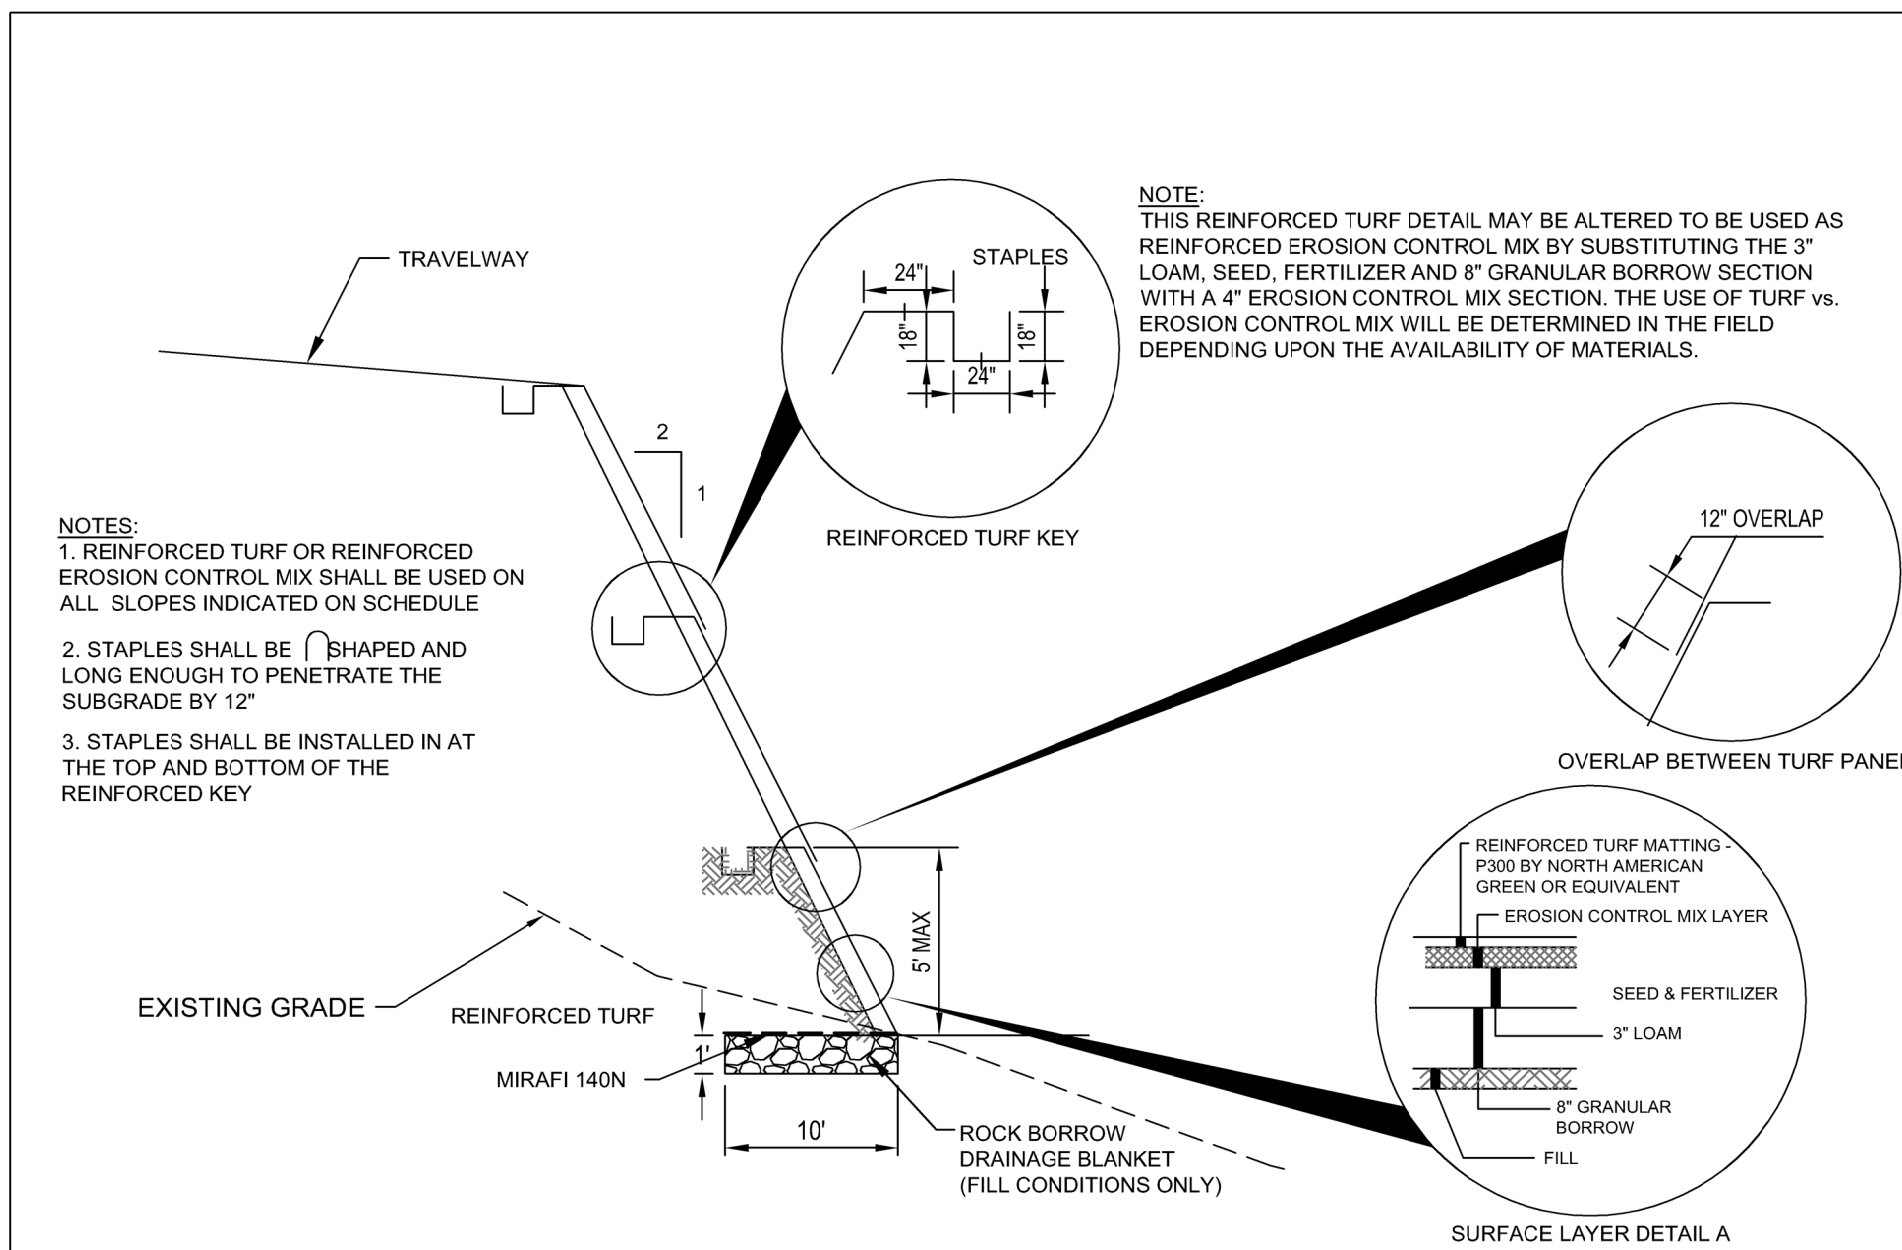 NOTE:
THIS REINFORCED TURF DETAIL MAY BE ALTERED TO BE USED AS
REINFORCED EROSION CONTROL MIX BY SUBSTITUTING THE 3"
LOAM, SEED, FERTILIZER AND 8" GRANULAR BORROW SECTION
WITH A 4" EROSION CONTROL MIX SECTION. THE USE OF TURF vs.
EROSION CONTROL MIX WILL BE DETERMINED IN THE FIELD
DEPENDING UPON THE AVAILABILITY OF MATERIALS.
TRAVELWAY
STAPLES
24"
18"
18"
24"
REINFORCED TURF KEY
2
1
NOTES:
1. REINFORCED TURF OR REINFORCED
EROSION CONTROL MIX SHALL BE USED ON
ALL SLOPES INDICATED ON SCHEDULE
2. STAPLES SHALL BE SHAPED AND
LONG ENOUGH TO PENETRATE THE
SUBGRADE BY 12"
3. STAPLES SHALL BE INSTALLED IN AT
THE TOP AND BOTTOM OF THE
REINFORCED KEY
12" OVERLAP
OVERLAP BETWEEN TURF PANE
REINFORCED TURF MATTING -
P300 BY NORTH AMERICAN
GREEN OR EQUIVALENT
EROSION CONTROL MIX LAYER
SEED & FERTILIZER
3" LOAM
8" GRANULAR
BORROW
FILL
SURFACE LAYER DETAIL A
5' MAX
EXISTING GRADE
REINFORCED TURF
1'
MIRAFI 140N
10'
ROCK BORROW
DRAINAGE BLANKET
(FILL CONDITIONS ONLY)